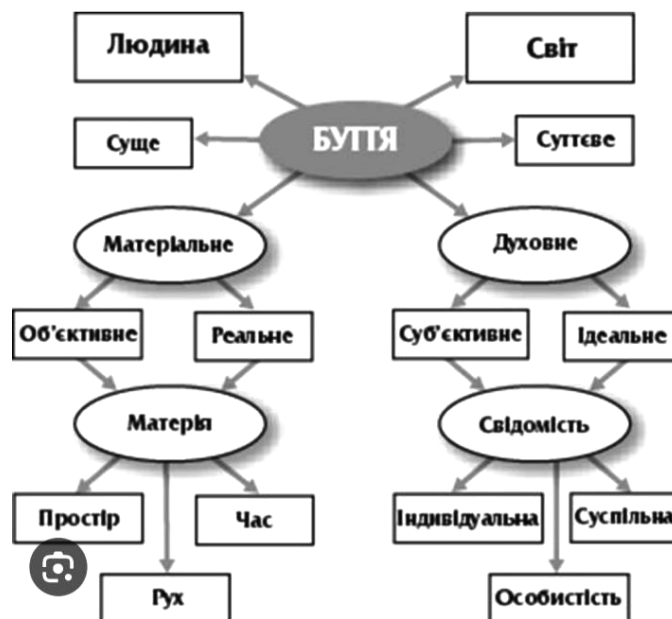 Людина
Світ
БУТТЯ
Суще
Суттєве
Матеріальне
Духовне
Об'єктивне
Реальне
Суб'єктивне
Ідеальне
Матерія
Свідомість
Простір
Час
Індивідуальна
Суспільна
Рух
Особистість